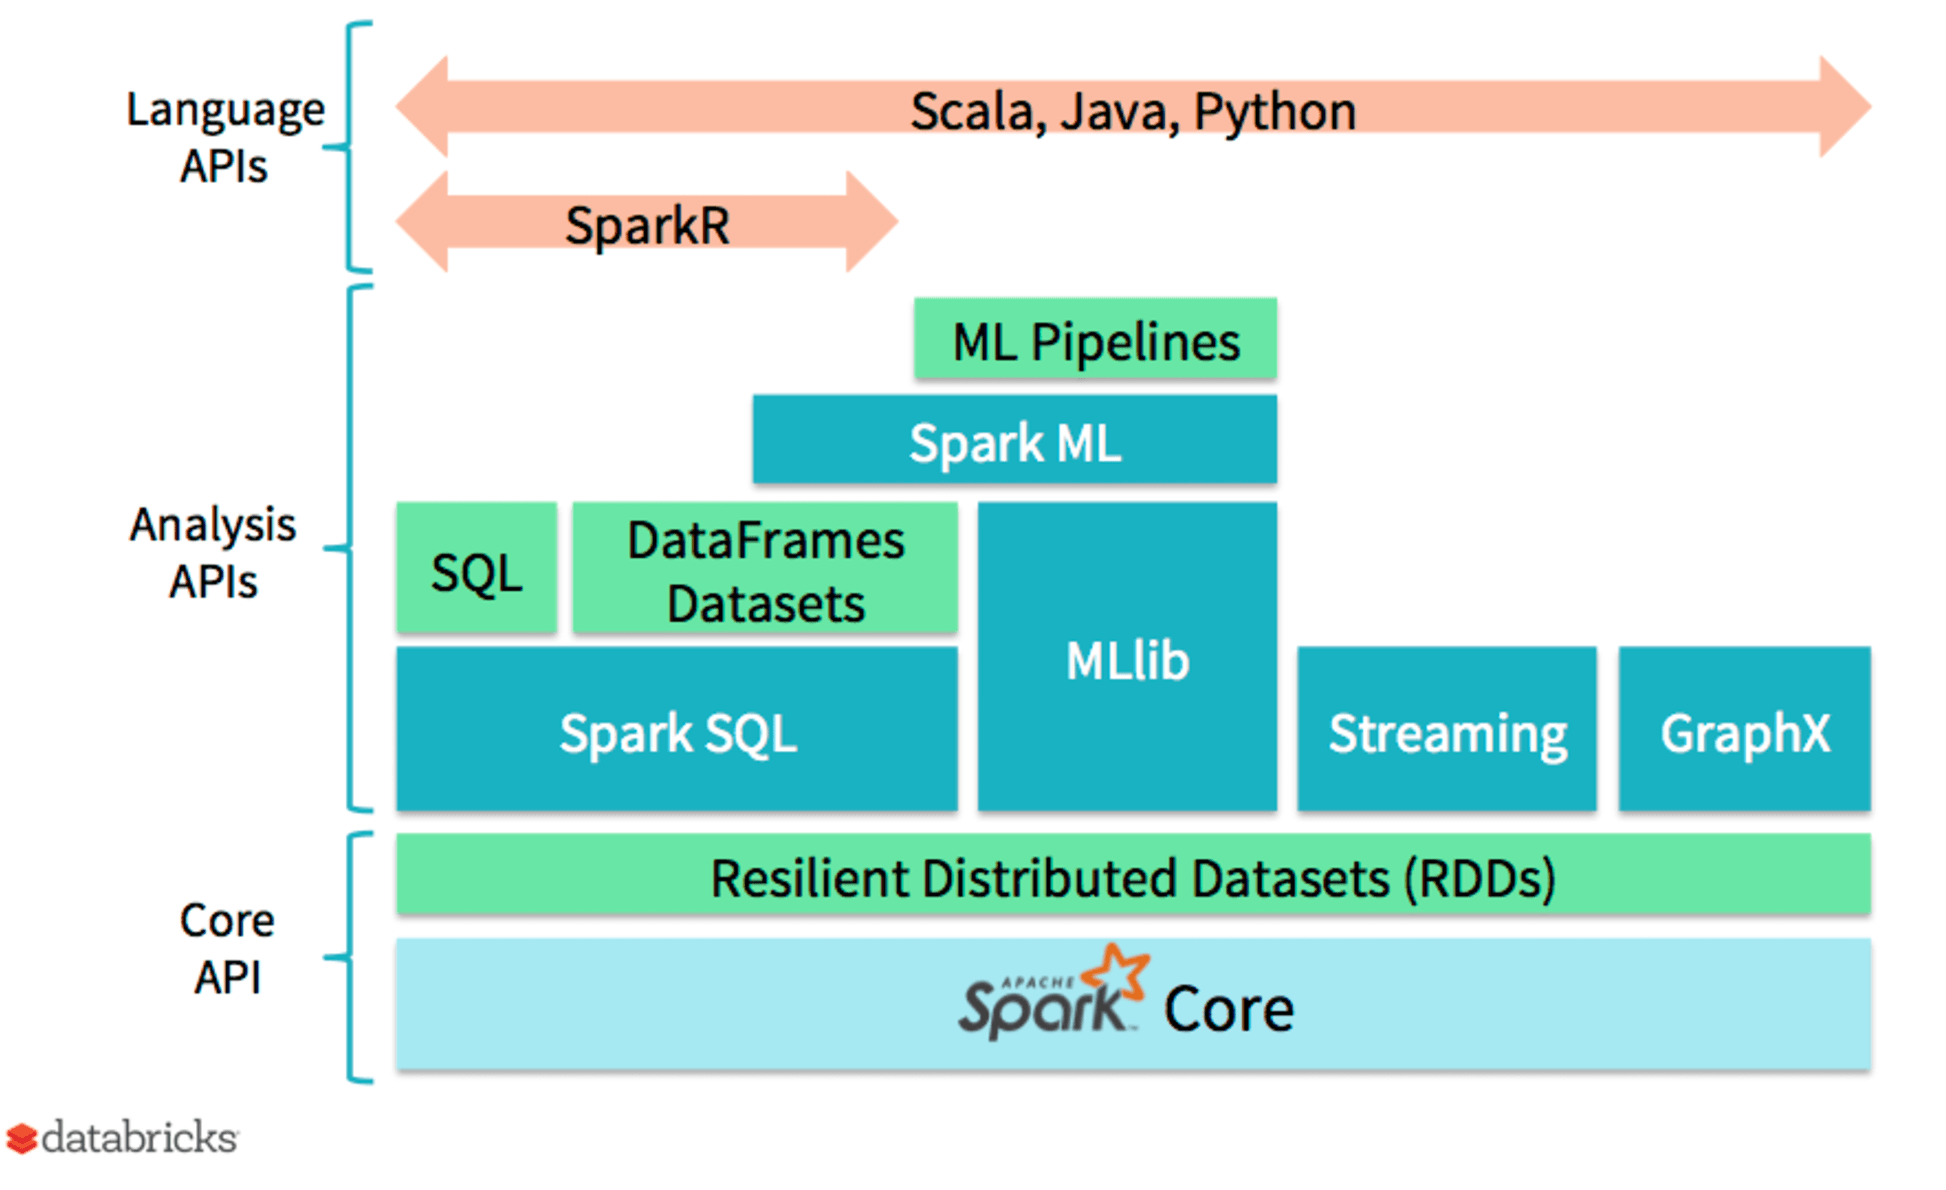 Language
APIs
Scala, Java, Python
SparkR
Analysis
APIs
ML Pipelines
Spark ML
SQL
DataFrames
Datasets
MLlib
Spark SQL
Streaming
GraphX
Core
API
Resilient Distributed Datasets (RDDs)
APACHE
Spark™ Core
databricks